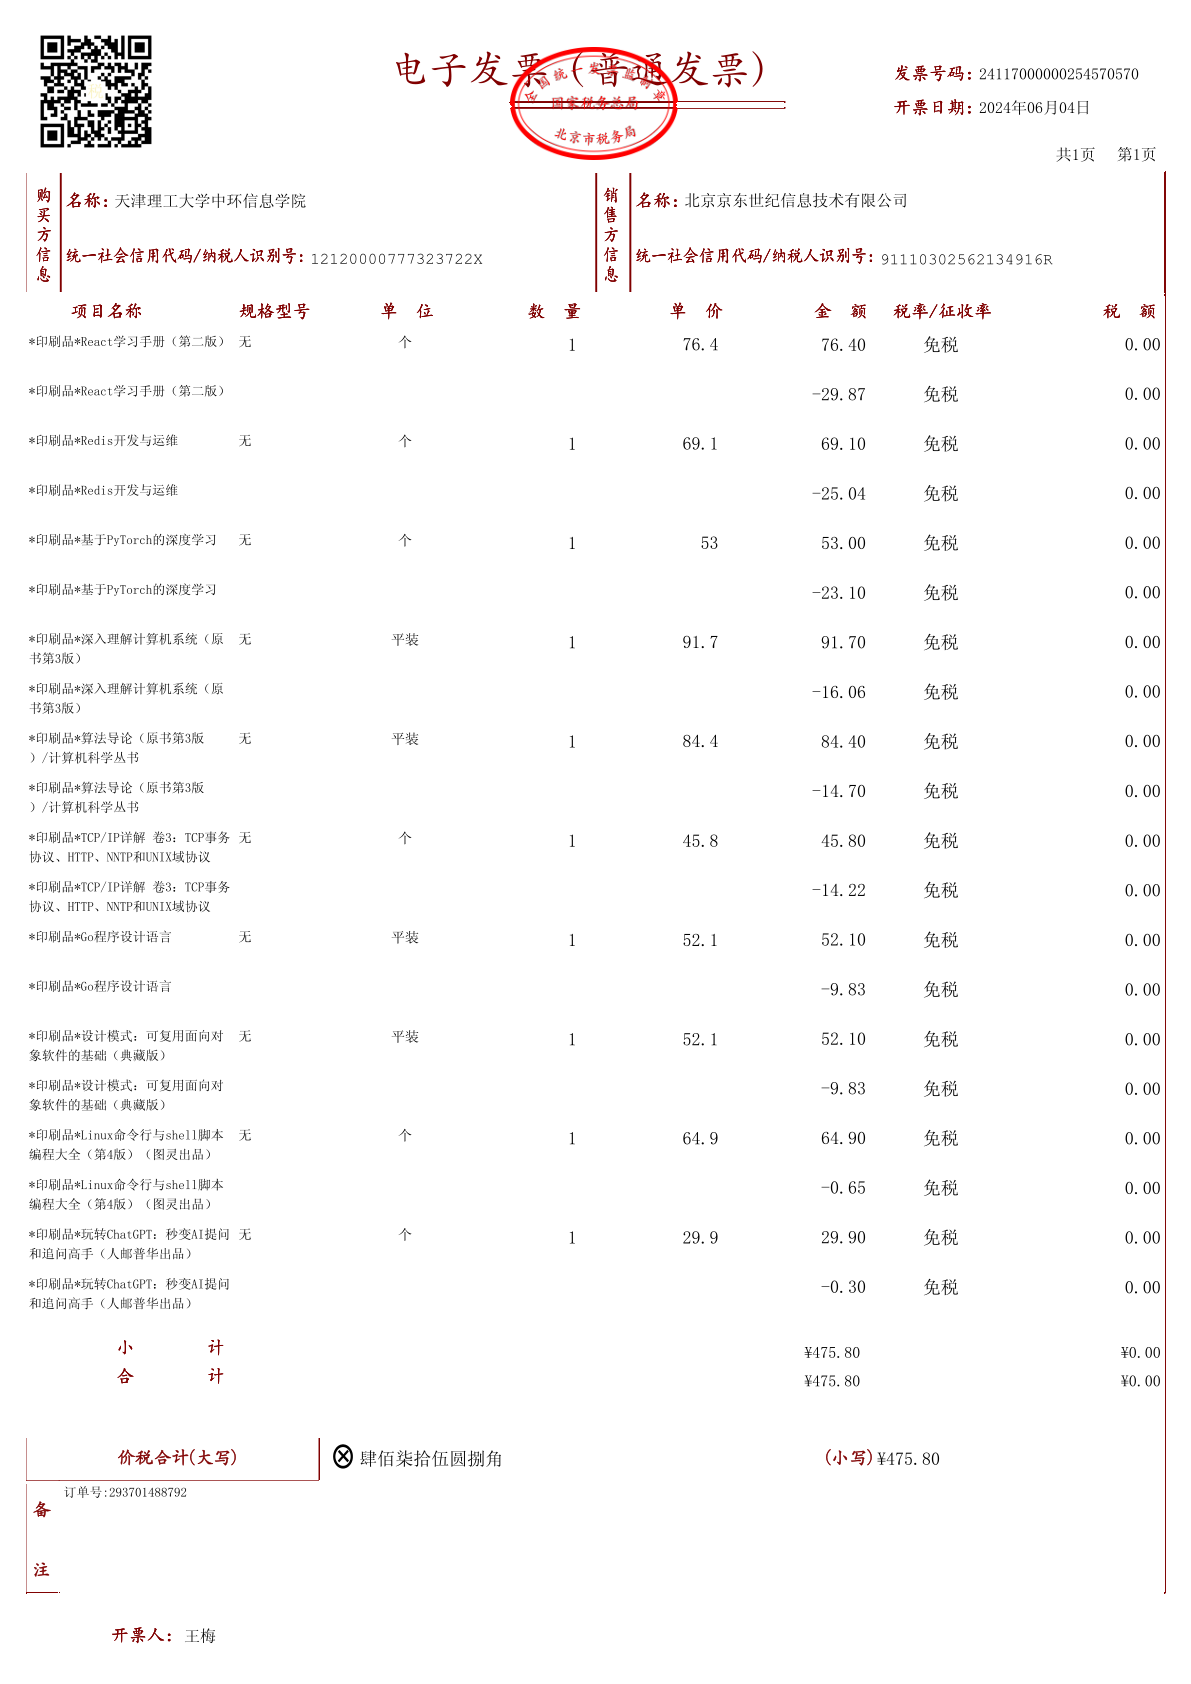 电子发票（普通发票）
全国统一发票监制章
国家税务总局
北京市税务局
发票号码：24117000000254570570
开票日期：2024年06月04日
共1页 第1页
购买方信息
名称：天津理工大学中环信息学院
统一社会信用代码/纳税人识别号：12120000777323722X
销售方信息
名称：北京京东世纪信息技术有限公司
统一社会信用代码/纳税人识别号：91110302562134916R
项目名称 规格型号 单 位 数 量 单 价 金 额 税率/征收率 税 额
*印刷品*React学习手册（第二版） 无 个 1 76.4 76.40 免税 0.00
*印刷品*React学习手册（第二版） -29.87 免税 0.00
*印刷品*Redis开发与运维 无 个 1 69.1 69.10 免税 0.00
*印刷品*Redis开发与运维 -25.04 免税 0.00
*印刷品*基于PyTorch的深度学习 无 个 1 53 53.00 免税 0.00
*印刷品*基于PyTorch的深度学习 -23.10 免税 0.00
*印刷品*深入理解计算机系统（原 无 平装 1 91.7 91.70 免税 0.00
书第3版）
*印刷品*深入理解计算机系统（原 -16.06 免税 0.00
书第3版）
*印刷品*算法导论（原书第3版 无 平装 1 84.4 84.40 免税 0.00
）/计算机科学丛书
*印刷品*算法导论（原书第3版 -14.70 免税 0.00
）/计算机科学丛书
*印刷品*TCP/IP详解 卷3：TCP事务 无 个 1 45.8 45.80 免税 0.00
协议、HTTP、NNTP和UNIX域协议
*印刷品*TCP/IP详解 卷3：TCP事务 -14.22 免税 0.00
协议、HTTP、NNTP和UNIX域协议
*印刷品*Go程序设计语言 无 平装 1 52.1 52.10 免税 0.00
*印刷品*Go程序设计语言 -9.83 免税 0.00
*印刷品*设计模式：可复用面向对 无 平装 1 52.1 52.10 免税 0.00
象软件的基础（典藏版）
*印刷品*设计模式：可复用面向对 -9.83 免税 0.00
象软件的基础（典藏版）
*印刷品*Linux命令行与shell脚本 无 个 1 64.9 64.90 免税 0.00
编程大全（第4版）（图灵出品）
*印刷品*Linux命令行与shell脚本 -0.65 免税 0.00
编程大全（第4版）（图灵出品）
*印刷品*玩转ChatGPT：秒变AI提问 无 个 1 29.9 29.90 免税 0.00
和追问高手（人邮普华出品）
*印刷品*玩转ChatGPT：秒变AI提问 -0.30 免税 0.00
和追问高手（人邮普华出品）
小 计 ¥475.80 ¥0.00
合 计 ¥475.80 ¥0.00
价税合计(大写) ⊗ 肆佰柒拾伍圆捌角 (小写)¥475.80
备注
订单号:293701488792
开票人：王梅